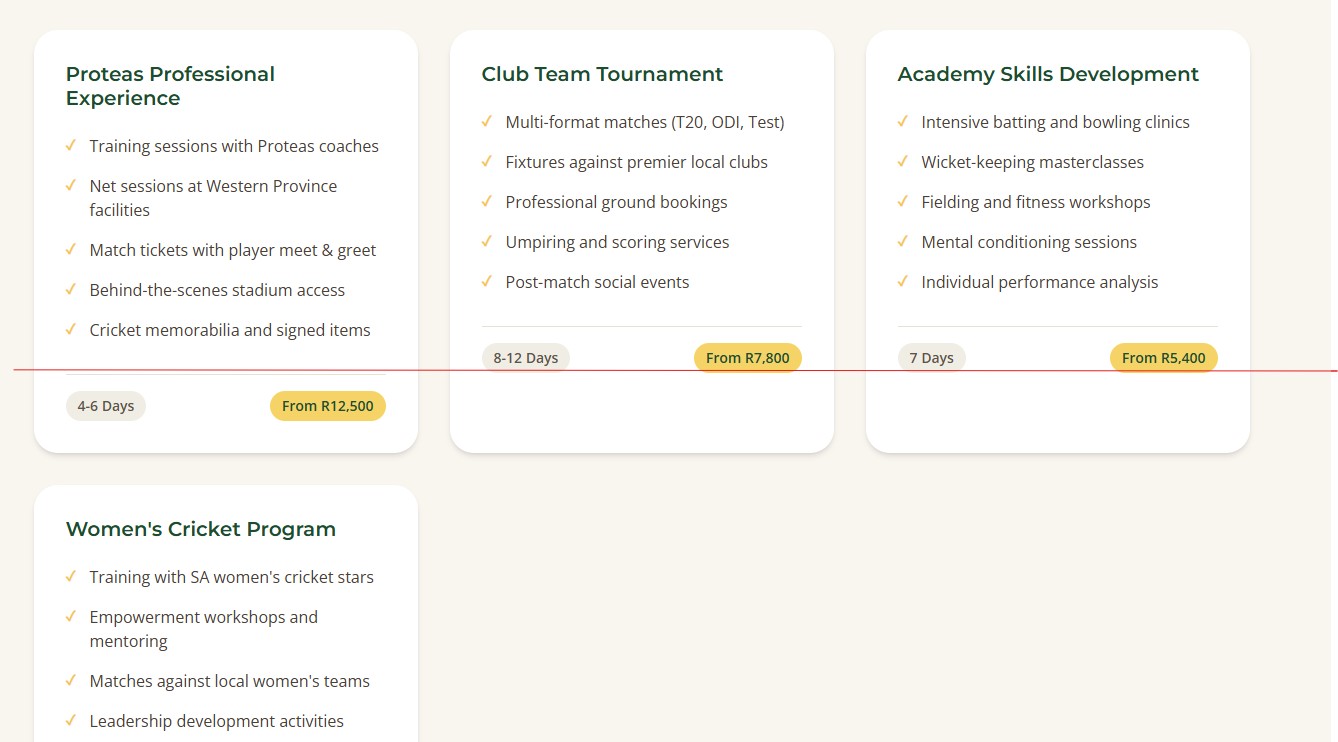 Proteas Professional
Experience
Training sessions with Proteas coaches
Net sessions at Western Province
facilities
Match tickets with player meet & greet
Behind-the-scenes stadium access
Cricket memorabilia and signed items
4-6 Days
From R12,500
Club Team Tournament
Multi-format matches (T20, ODI, Test)
Fixtures against premier local clubs
Professional ground bookings
Umpiring and scoring services
Post-match social events
8-12 Days
From R7,800
Academy Skills Development
Intensive batting and bowling clinics
Wicket-keeping masterclasses
Fielding and fitness workshops
Mental conditioning sessions
Individual performance analysis
7 Days
From R5,400
Women's Cricket Program
Training with SA women's cricket stars
Empowerment workshops and
mentoring
Matches against local women's teams
Leadership development activities